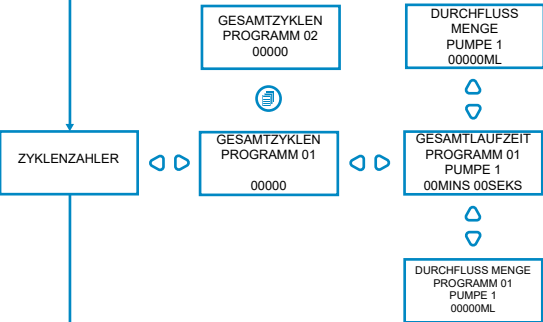 GESAMTZYKLEN
PROGRAMM 02
00000
DURCHFLUSS
MENGE
PUMPE 1
00000ML
ZYKLENZAHLER
GESAMTZYKLEN
PROGRAMM 01
00000
GESAMTLAUFZEIT
PROGRAMM 01
PUMPE 1
00MINS 00SEKS
DURCHFLUSS MENGE
PROGRAMM 01
PUMPE 1
00000ML